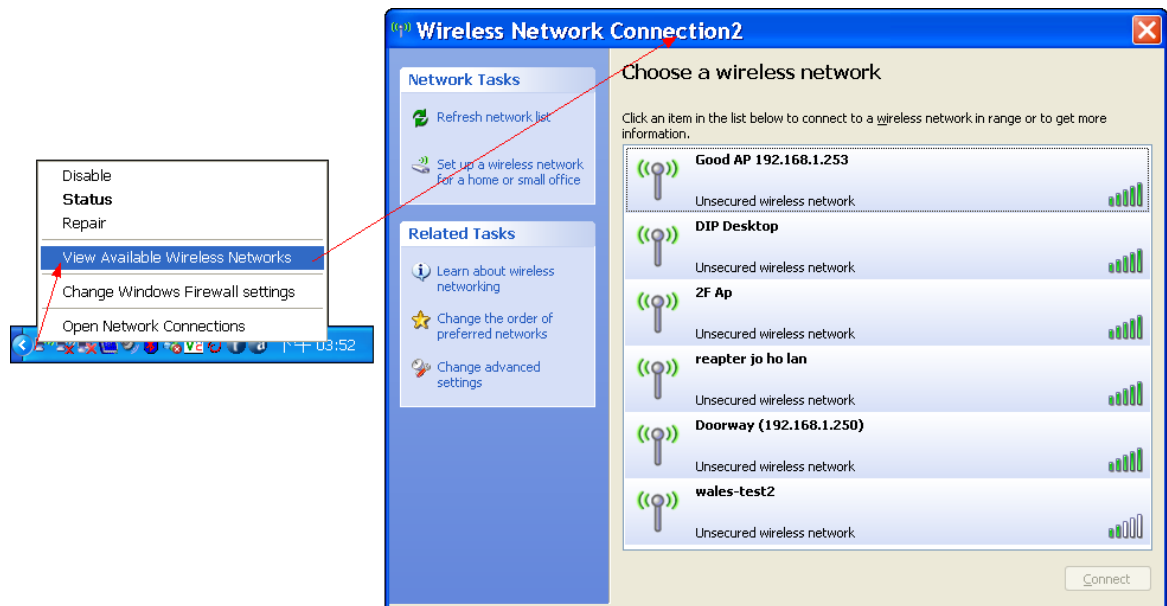 Disable
Status
Repair
View Available Wireless Networks
Change Windows Firewall settings
Open Network Connections
下午 03:52
Wireless Network Connection2
Network Tasks
Refresh network list
Set up a wireless network
for a home or small office
Related Tasks
Learn about wireless
networking
Change the order of
preferred networks
Change advanced
settings
Choose a wireless network
Click an item in the list below to connect to a wireless network in range or to get more
information.
Good AP 192.168.1.253
Unsecured wireless network
DIP Desktop
Unsecured wireless network
2F Ap
Unsecured wireless network
reapter jo ho lan
Unsecured wireless network
Doorway (192.168.1.250)
Unsecured wireless network
wales-test2
Unsecured wireless network
Connect